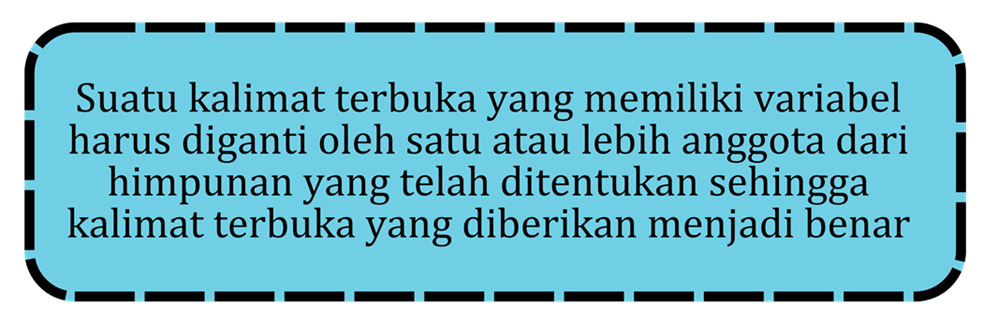 Suatu kalimat terbuka yang memiliki variabel
harus diganti oleh satu atau lebih anggota dari
himpunan yang telah ditentukan sehingga
kalimat terbuka yang diberikan menjadi benar